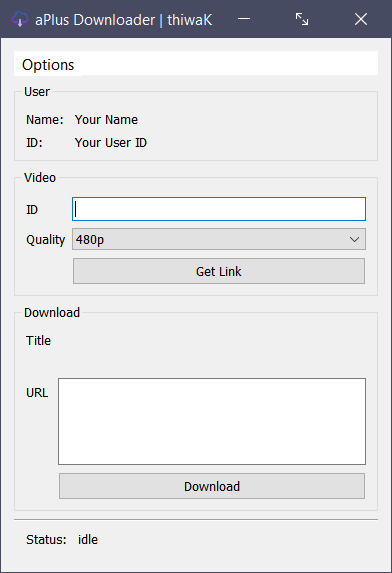 aPlus Downloader | thiwaK
Options
User
Name: Your Name
ID: Your User ID
Video
ID
Quality 480p
Get Link
Download
Title
URL
Download
Status: idle